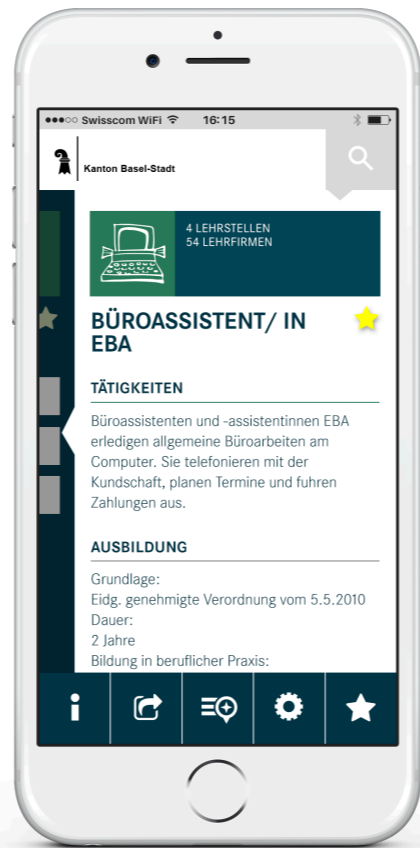 Swisscom WiFi 16:15
Kanton Basel-Stadt
4 LEHRSTELLEN
54 LEHRFIRMEN
BÜROASSISTENT/ IN
EBA
TÄTIGKEITEN
Büroassistenten und -assistentinnen EBA
erledigen allgemeine Büroarbeiten am
Computer. Sie telefonieren mit der
Kundschaft, planen Termine und fuhren
Zahlungen aus.
AUSBILDUNG
Grundlage:
Eidg. genehmigte Verordnung vom 5.5.2010
Dauer:
2 Jahre
Bildung in beruflicher Praxis: